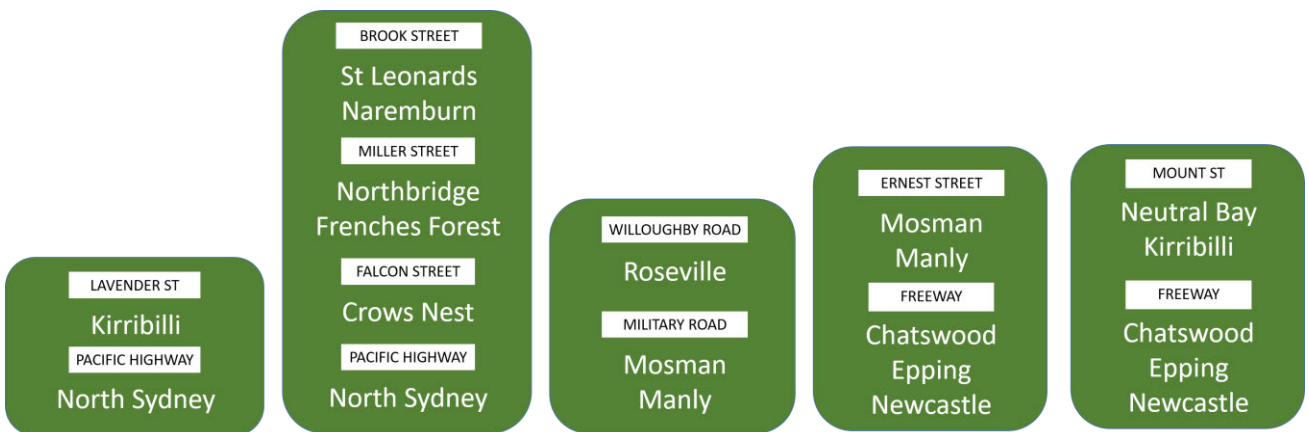 LAVENDER ST
Kirribilli
PACIFIC HIGHWAY
North Sydney
BROOK STREET
St Leonards
Naremburn
MILLER STREET
Northbridge
Frenches Forest
FALCON STREET
Crows Nest
PACIFIC HIGHWAY
North Sydney
WILLOUGHBY ROAD
Roseville
MILITARY ROAD
Mosman
Manly
ERNEST STREET
Mosman
Manly
FREEWAY
Chatswood
Epping
Newcastle
MOUNT ST
Neutral Bay
Kirribilli
FREEWAY
Chatswood
Epping
Newcastle